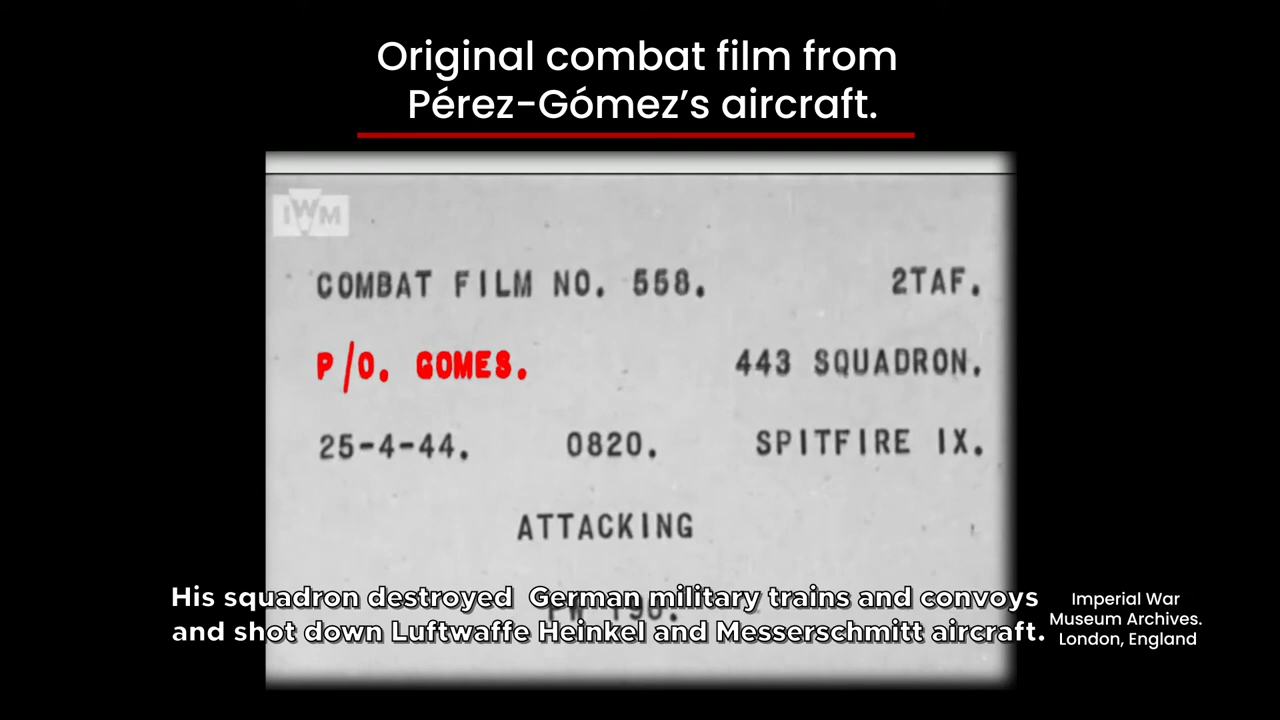 Original combat film from
Pérez-Gómez’s aircraft.
IWM
COMBAT FILM NO. 558. 2TAF.
P/O. GOMES. 443 SQUADRON.
25-4-44. 0820. SPITFIRE IX.
ATTACKING
FW 190.
His squadron destroyed German military trains and convoys
and shot down Luftwaffe Heinkel and Messerschmitt aircraft.
Imperial War
Museum Archives.
London, England